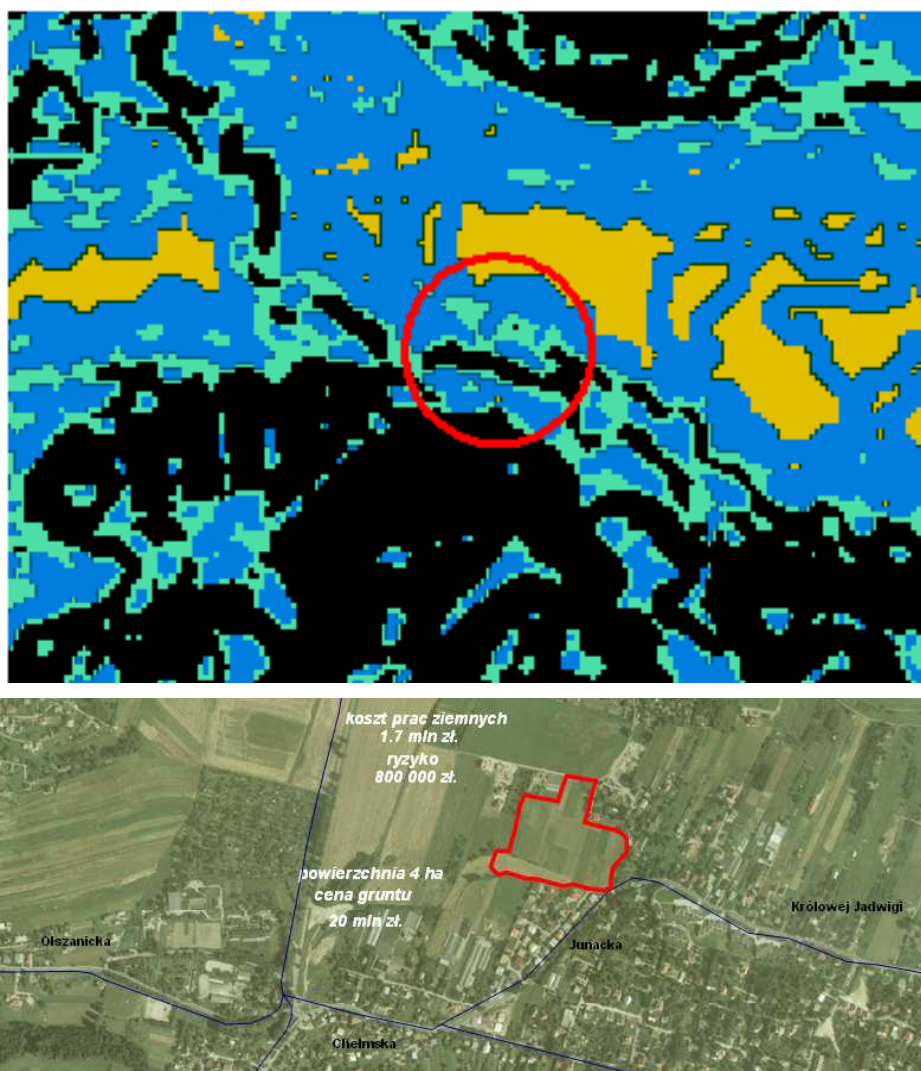 koszt prac ziemnych
1.7 mln zł.
ryzyko
800 000 zł.
powierzchnia 4 ha
cena gruntu
20 mln zł.
Królowej Jadwigi
Olszanicka
Junacka
Chełmska